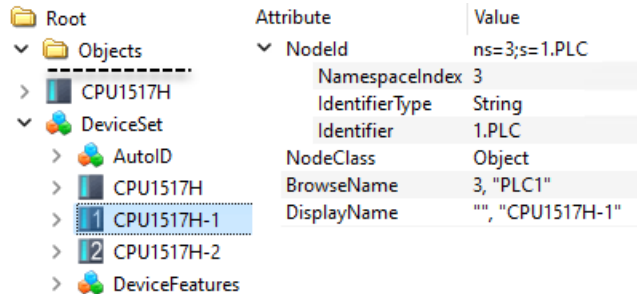 Root
Objects
CPU1517H
DeviceSet
AutoID
CPU1517H
1 CPU1517H-1
2 CPU1517H-2
DeviceFeatures
Attribute Value
NodeId ns=3;s=1.PLC
NamespaceIndex 3
IdentifierType String
Identifier 1.PLC
NodeClass Object
BrowseName 3, "PLC1"
DisplayName "", "CPU1517H-1"